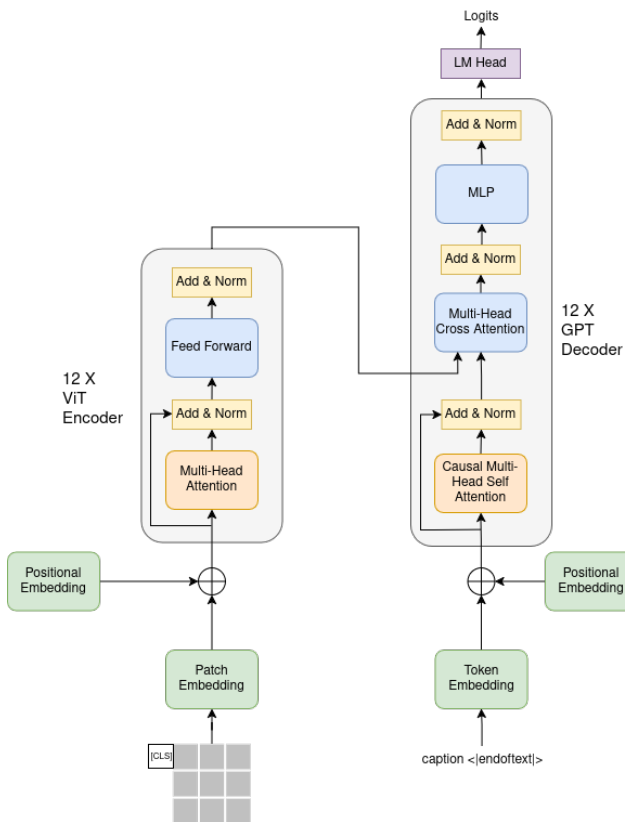 Logits
LM Head
Add & Norm
MLP
Add & Norm
Multi-Head
Cross Attention
12 X
GPT
Decoder
Add & Norm
Causal Multi-
Head Self
Attention
Positional
Embedding
Token
Embedding
caption <|endoftext|>
Add & Norm
Feed Forward
12 X
ViT
Encoder
Add & Norm
Multi-Head
Attention
Positional
Embedding
Patch
Embedding
[CLS]